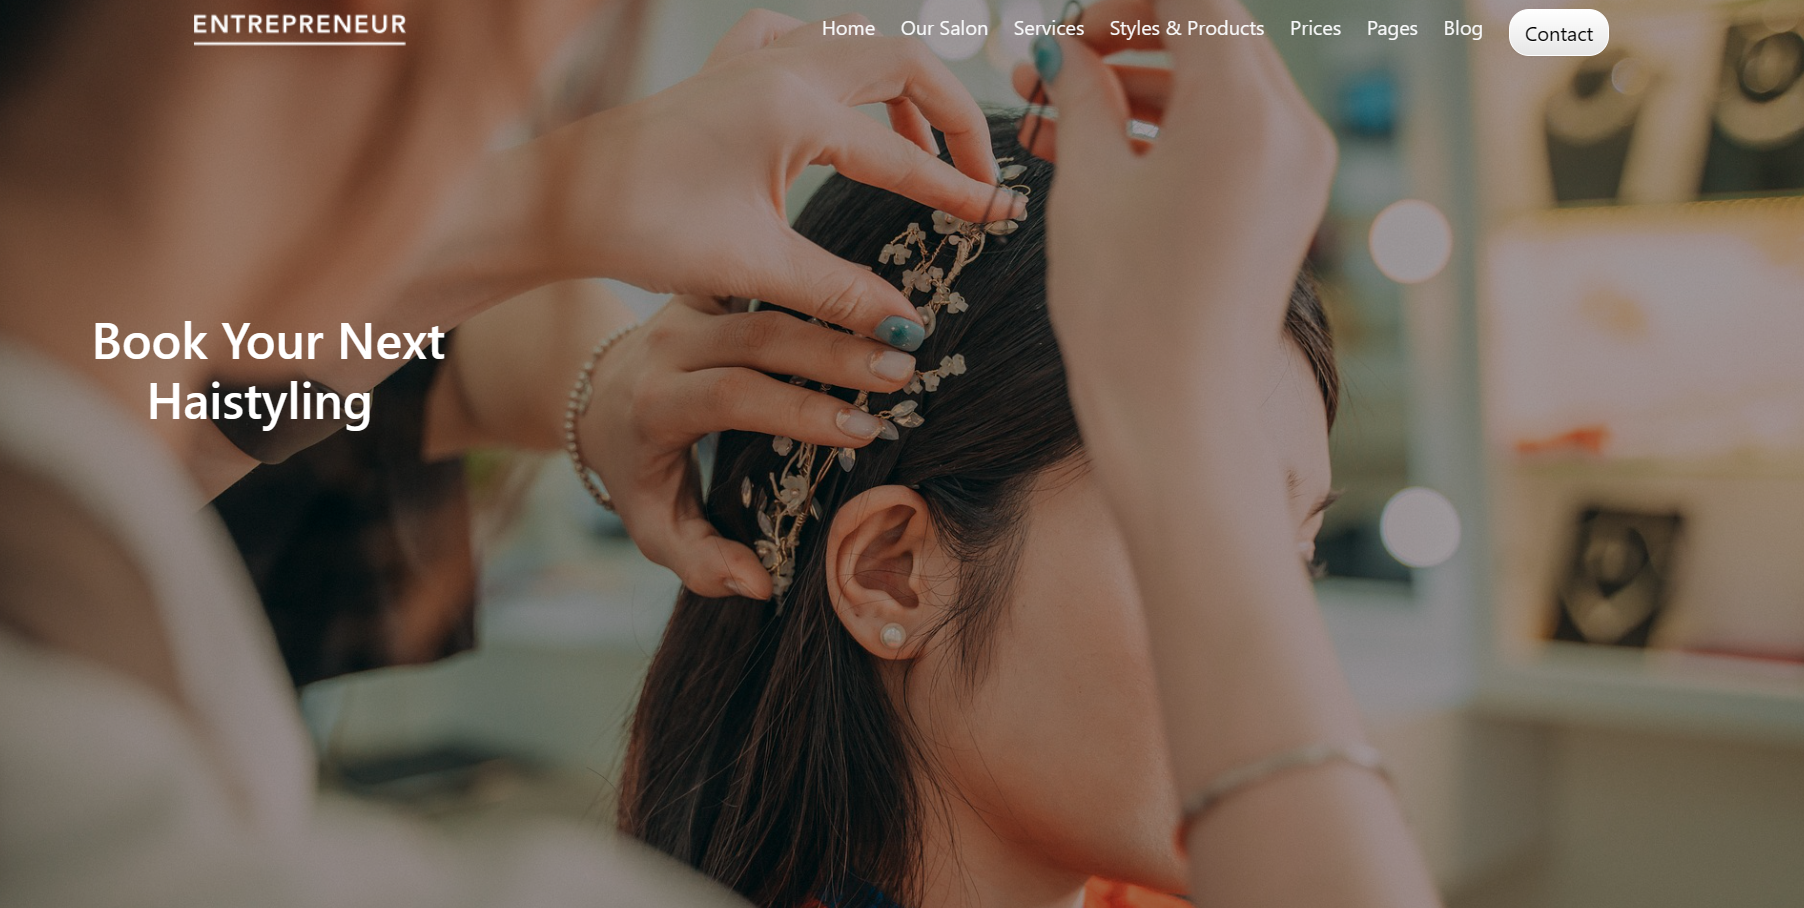 ENTREPRENEUR
Home Our Salon Services Styles & Products Prices Pages Blog Contact
Book Your Next
Haistyling